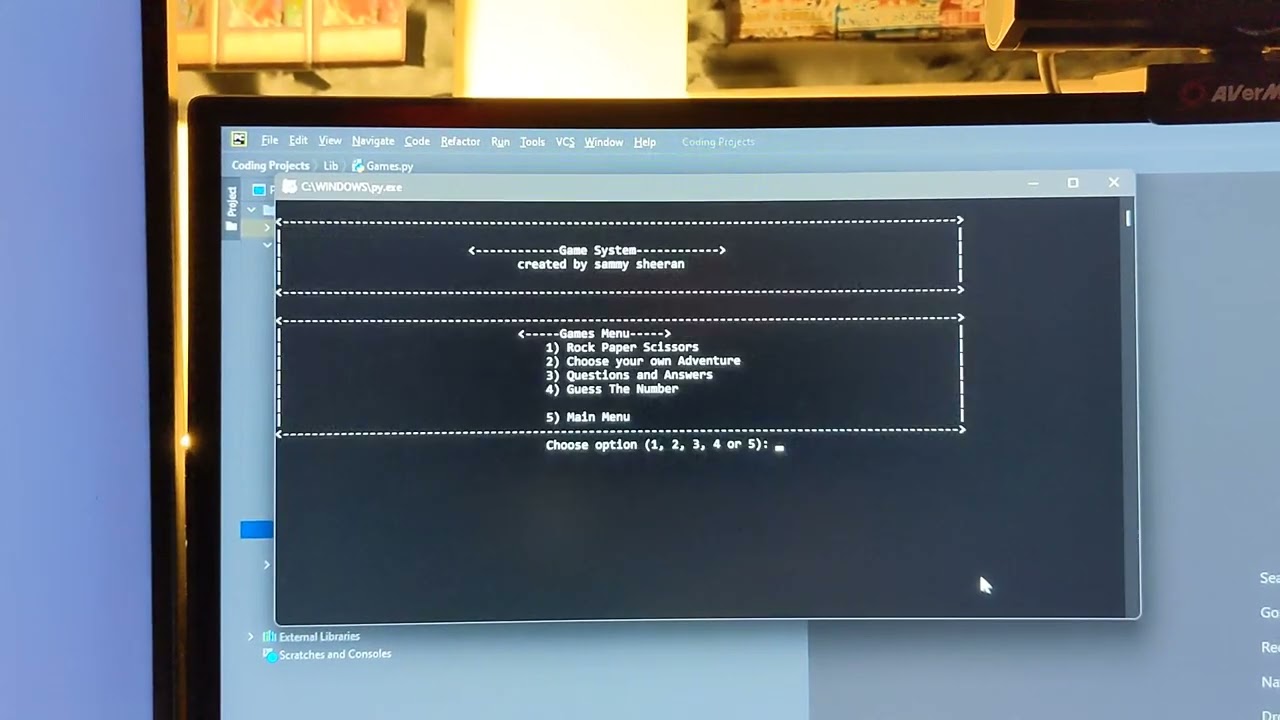 AVerM
File Edit View Navigate Code Refactor Run Tools VCS Window Help Coding Projects
Coding Projects Lib Games.py
Project
P
C:\WINDOWS\py.exe
<------------Game System------------>
created by sammy sheeran
<-----Games Menu----->
1) Rock Paper Scissors
2) Choose your own Adventure
3) Questions and Answers
4) Guess The Number
5) Main Menu
Choose option (1, 2, 3, 4 or 5):
Sea
Go
Rec
Na
Dr
External Libraries
Scratches and Consoles